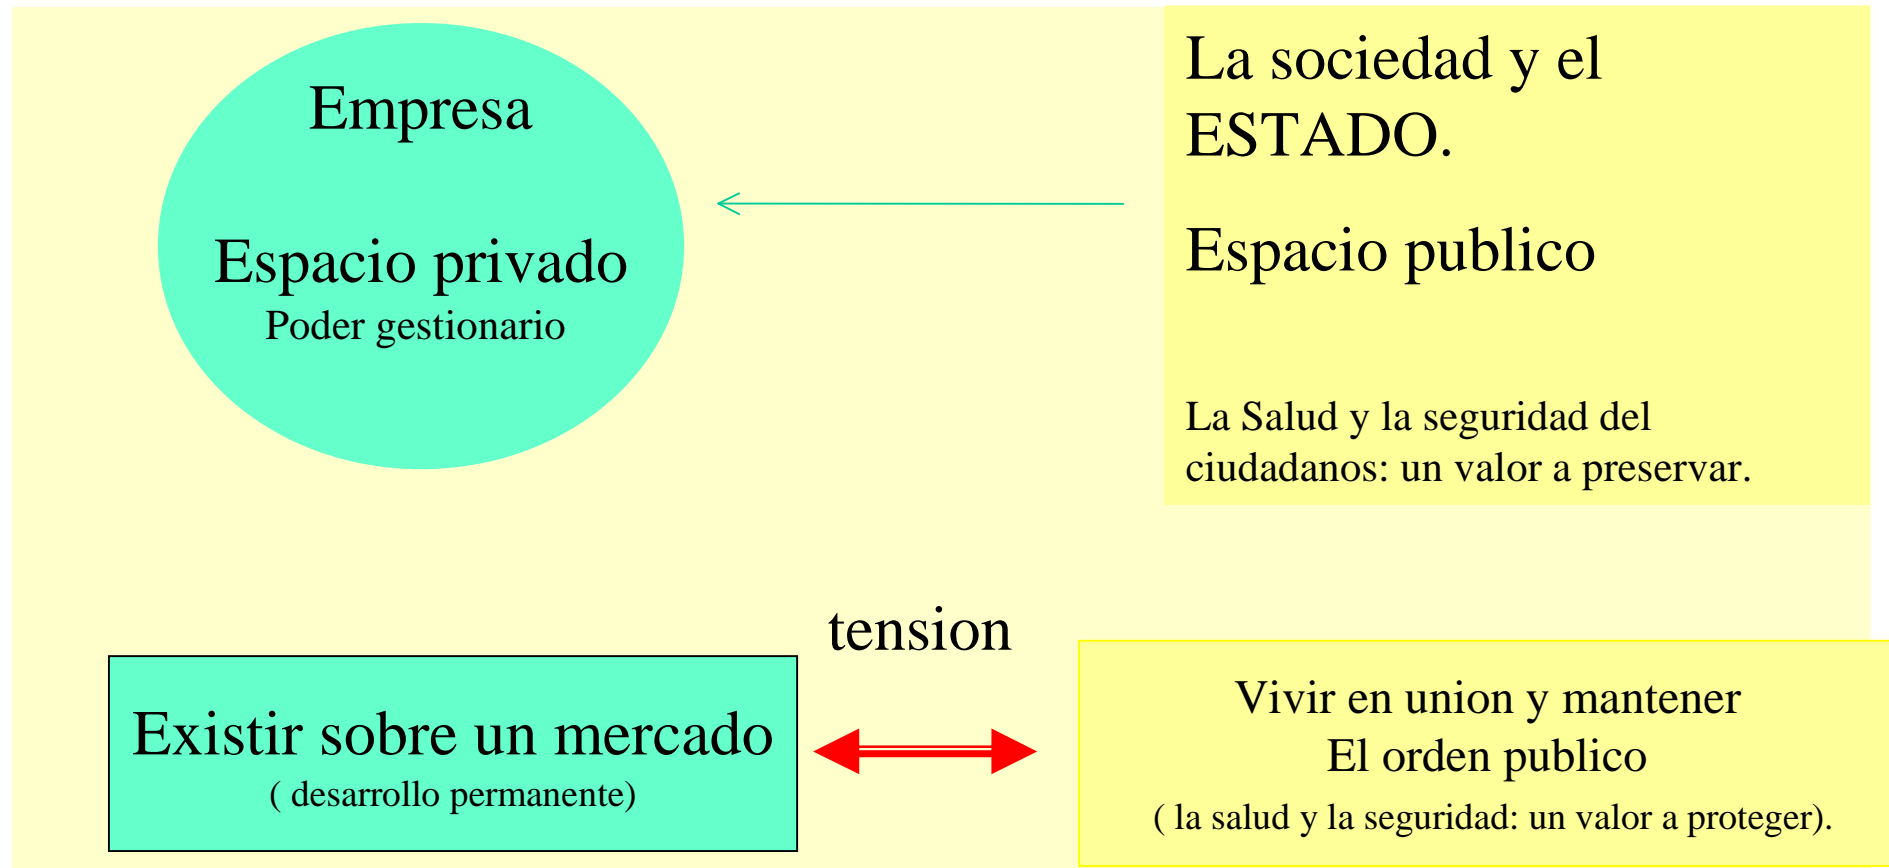 Empresa
Espacio privado
Poder gestionario
La sociedad y el
ESTADO.
Espacio publico
La Salud y la seguridad del
ciudadanos: un valor a preservar.
tension
Existir sobre un mercado
( desarrollo permanente)
Vivir en union y mantener
El orden publico
( la salud y la seguridad: un valor a proteger).